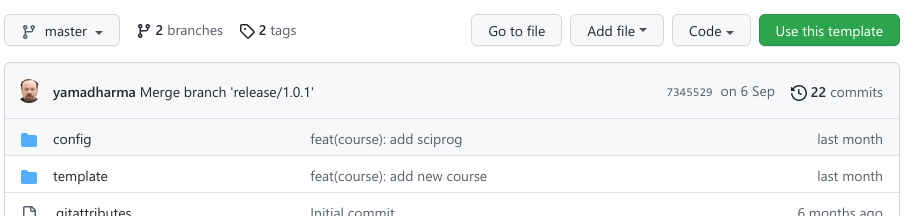 master 2 branches 2 tags Go to file Add file Code Use this template
yamadharma Merge branch 'release/1.0.1' 7345529 on 6 Sep 22 commits
config feat(course): add sciprog last month
template feat(course): add new course last month
.gitattributes Initial commit 6 months ago